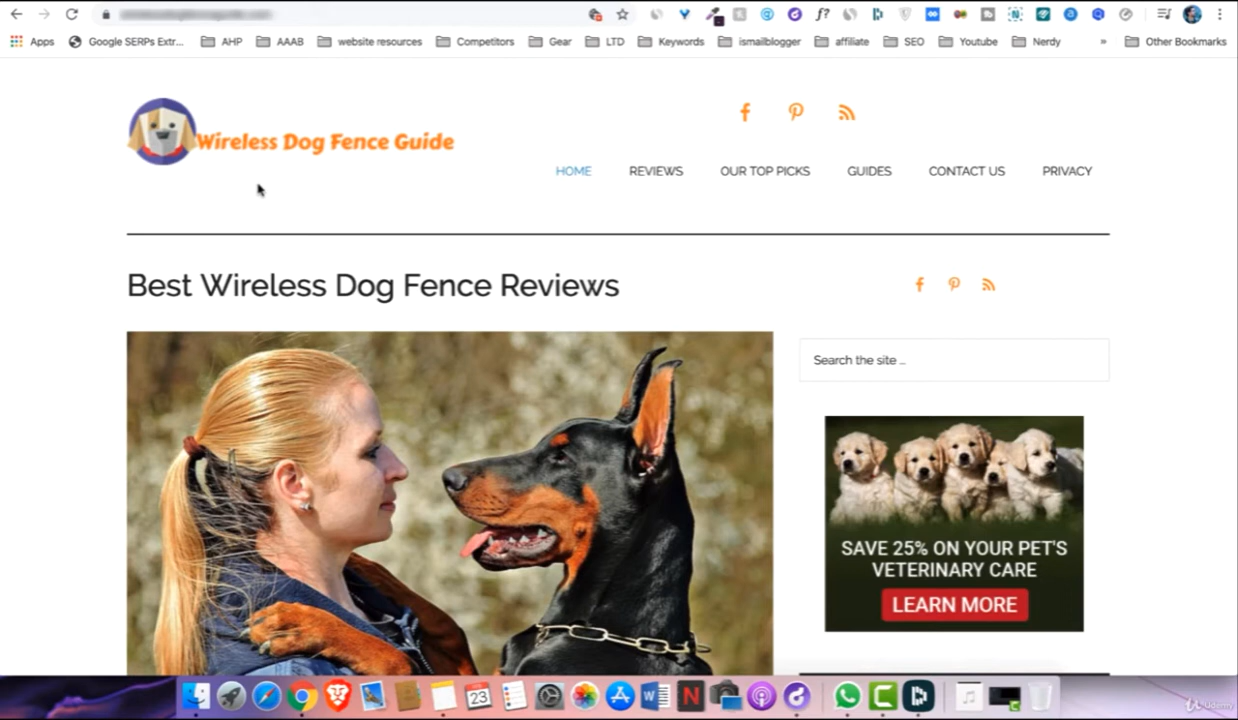 Apps Google SERPs Extr... AHP AAAB website resources Competitors Gear LTD Keywords ismailblogger affiliate SEO Youtube Nerdy » Other Bookmarks
Wireless Dog Fence Guide
HOME REVIEWS OUR TOP PICKS GUIDES CONTACT US PRIVACY
Best Wireless Dog Fence Reviews
Search the site ...
SAVE 25% ON YOUR PET'S
VETERINARY CARE
LEARN MORE
23
Udemy